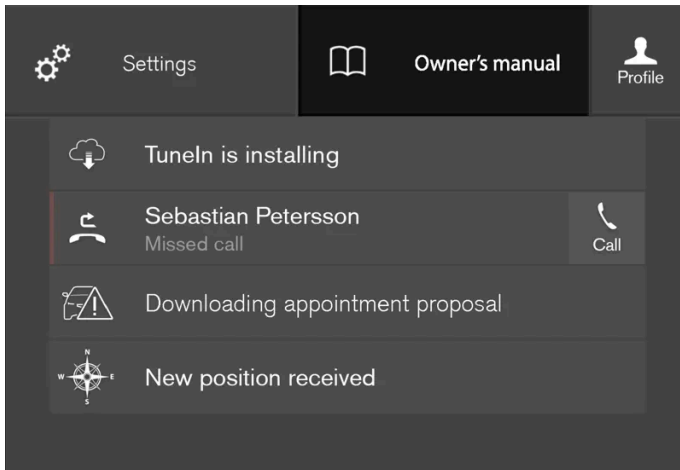 Settings
Owner's manual
Profile
TuneIn is installing
Sebastian Petersson
Missed call
Call
Downloading appointment proposal
N
W E
S
New position received